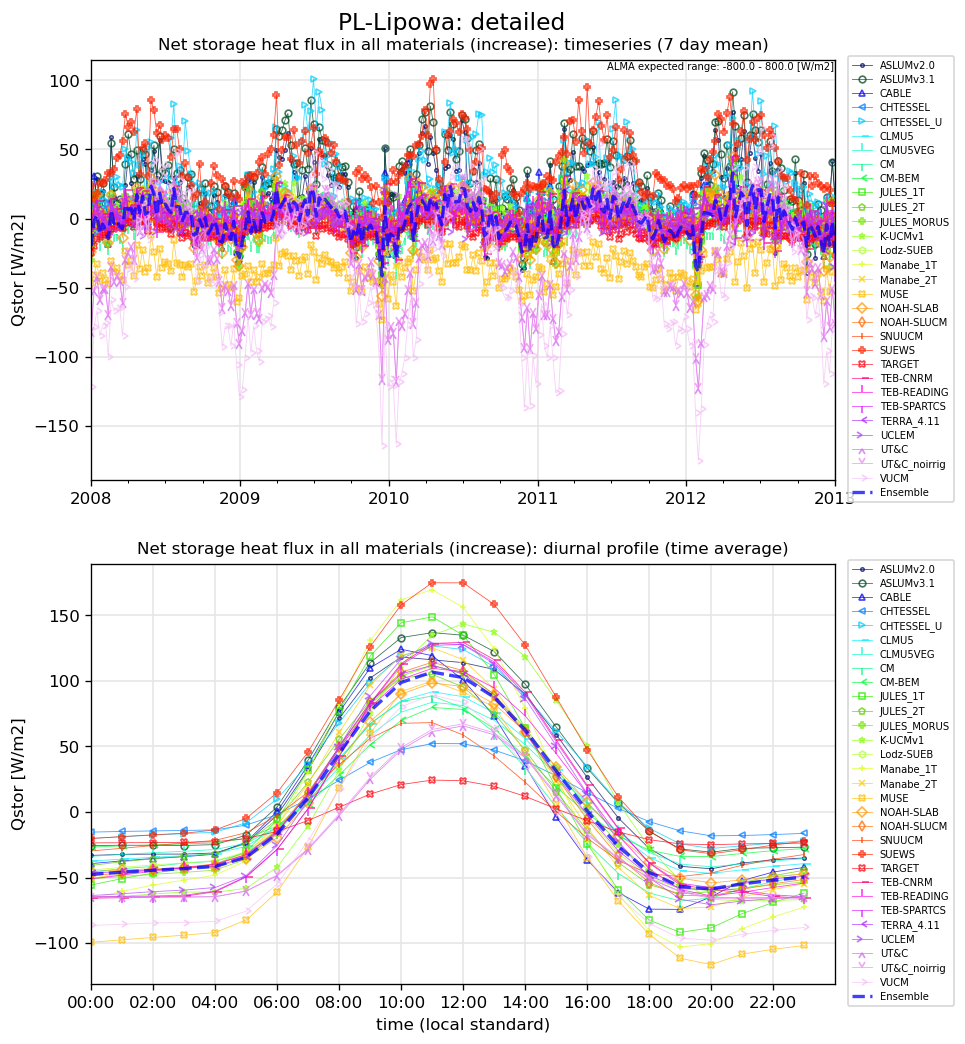 PL-Lipowa: detailed
Net storage heat flux in all materials (increase): timeseries (7 day mean)
ALMA expected range: -800.0 - 800.0 [W/m2]
Qstor [W/m2]
100
50
0
−50
−100
−150
2008
2009
2010
2011
2012
2013
ASLUMv2.0
ASLUMv3.1
CABLE
CHTESSEL
CHTESSEL_U
CLMU5
CLMU5VEG
CM
CM-BEM
JULES_1T
JULES_2T
JULES_MORUS
K-UCMv1
Lodz-SUEB
Manabe_1T
Manabe_2T
MUSE
NOAH-SLAB
NOAH-SLUCM
SNUUCM
SUEWS
TARGET
TEB-CNRM
TEB-READING
TEB-SPARTCS
TERRA_4.11
UCLEM
UT&C
UT&C_noirrig
VUCM
Ensemble
Net storage heat flux in all materials (increase): diurnal profile (time average)
Qstor [W/m2]
150
100
50
0
−50
−100
00:00
02:00
04:00
06:00
08:00
10:00
12:00
14:00
16:00
18:00
20:00
22:00
time (local standard)
ASLUMv2.0
ASLUMv3.1
CABLE
CHTESSEL
CHTESSEL_U
CLMU5
CLMU5VEG
CM
CM-BEM
JULES_1T
JULES_2T
JULES_MORUS
K-UCMv1
Lodz-SUEB
Manabe_1T
Manabe_2T
MUSE
NOAH-SLAB
NOAH-SLUCM
SNUUCM
SUEWS
TARGET
TEB-CNRM
TEB-READING
TEB-SPARTCS
TERRA_4.11
UCLEM
UT&C
UT&C_noirrig
VUCM
Ensemble